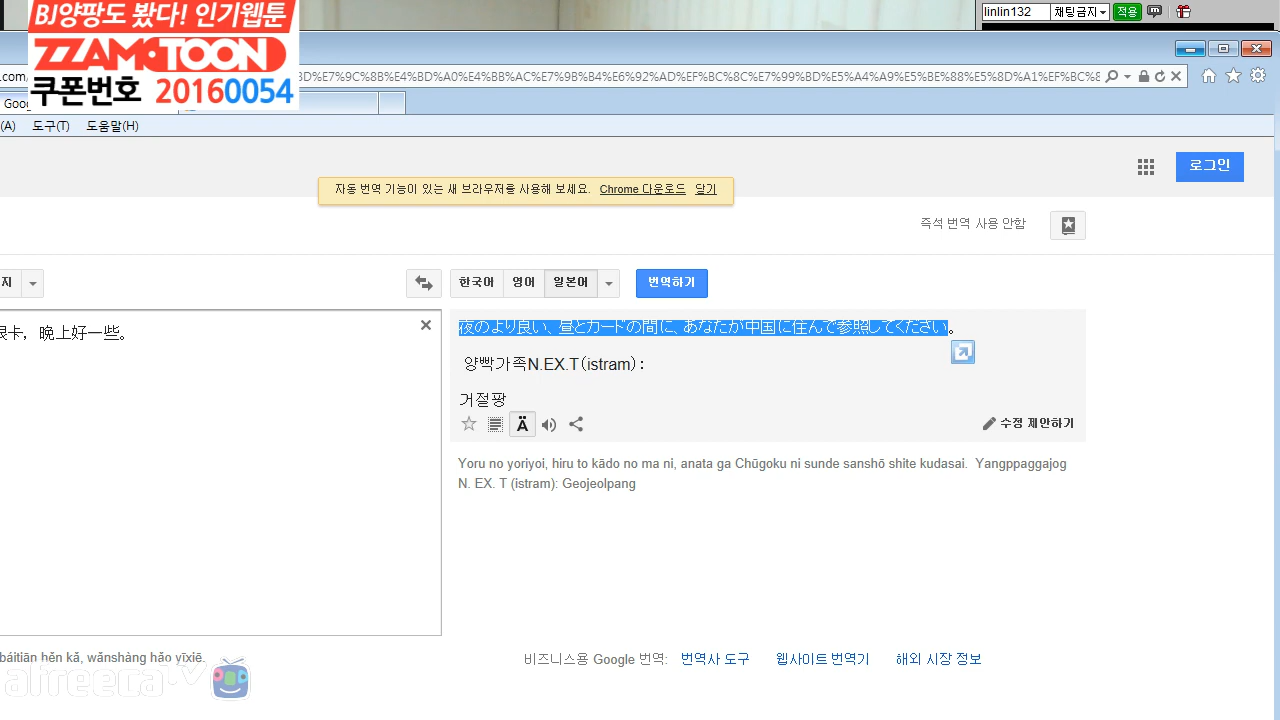 BJ양팡도 봤다! 인기웹툰
ZZAMTOON
쿠폰번호 20160054
linlin132 채팅금지 적용
Goo
(A) 도구(T) 도움말(H)
로그인
자동 번역 기능이 있는 새 브라우저를 사용해 보세요. Chrome 다운로드 닫기
즉석 번역 사용 안함
지 한국어 영어 일본어 번역하기
很卡，晚上好一些。
夜のより良い、昼とカードの間に、あなたが中国に住んで参照してください。
양빡가족N.EX.T(istram) :
거절팡
Ä 수정 제안하기
Yoru no yoriyoi, hiru to kādo no ma ni, anata ga Chūgoku ni sunde sanshō shite kudasai. Yangppaggajog
N. EX. T (istram): Geojeolpang
báitiān hěn kǎ, wǎnshàng hǎo yīxiē.
비즈니스용 Google 번역: 번역사 도구 웹사이트 번역기 해외 시장 정보
afreecaTV